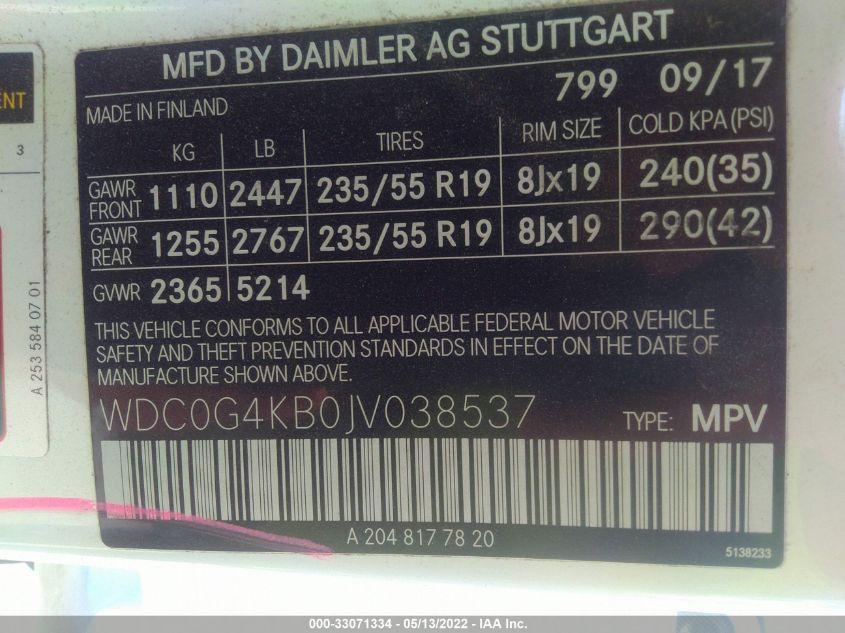 MFD BY DAIMLER AG STUTTGART
799 09/17
MADE IN FINLAND
KG LB TIRES RIM SIZE COLD KPA (PSI)
GAWR FRONT 1110 2447 235/55 R19 8Jx19 240(35)
GAWR REAR 1255 2767 235/55 R19 8Jx19 290(42)
GVWR 2365 5214
THIS VEHICLE CONFORMS TO ALL APPLICABLE FEDERAL MOTOR VEHICLE
SAFETY AND THEFT PREVENTION STANDARDS IN EFFECT ON THE DATE OF
MANUFACTURE SHOWN ABOVE.
WDC0G4KB0JV038537 TYPE: MPV
A 204 817 78 20
5138233
3
A 253 584 07 01
000-33071334 - 05/13/2022 - IAA Inc.